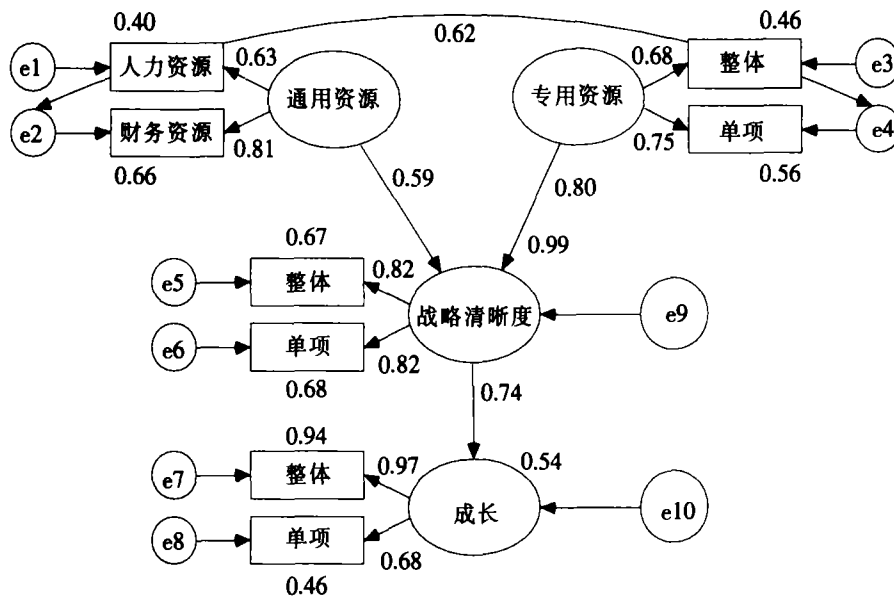 0.40
0.62
0.46
e1
人力资源
0.63
通用资源
专用资源
0.68
整体
e3
e2
财务资源
0.81
0.75
单项
e4
0.66
0.59
0.80
0.56
0.67
0.99
e5
整体
0.82
战略清晰度
e9
e6
单项
0.82
0.68
0.74
0.94
e7
整体
0.97
0.54
成长
e10
e8
单项
0.68
0.46